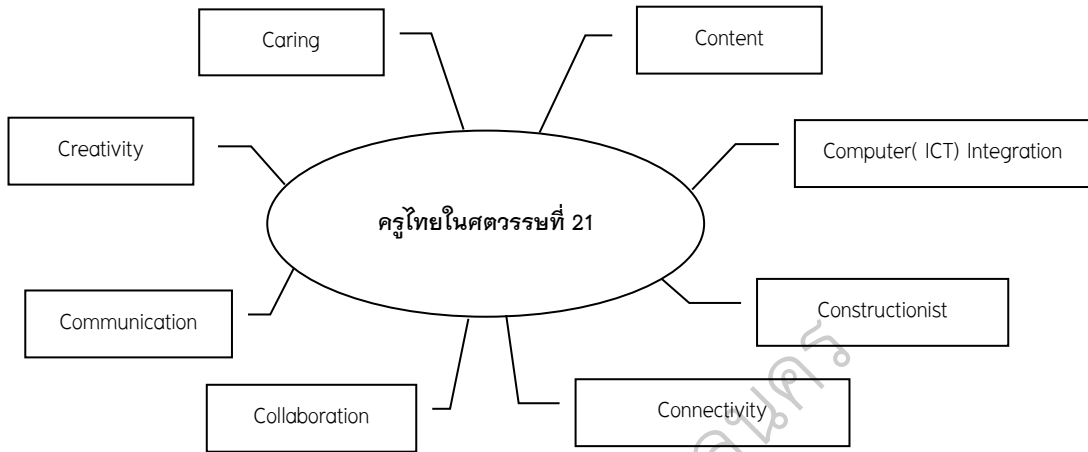 Caring
Content
Creativity
Computer( ICT) Integration
ครูไทยในศตวรรษที่ 21
Communication
Constructionist
Collaboration
Connectivity